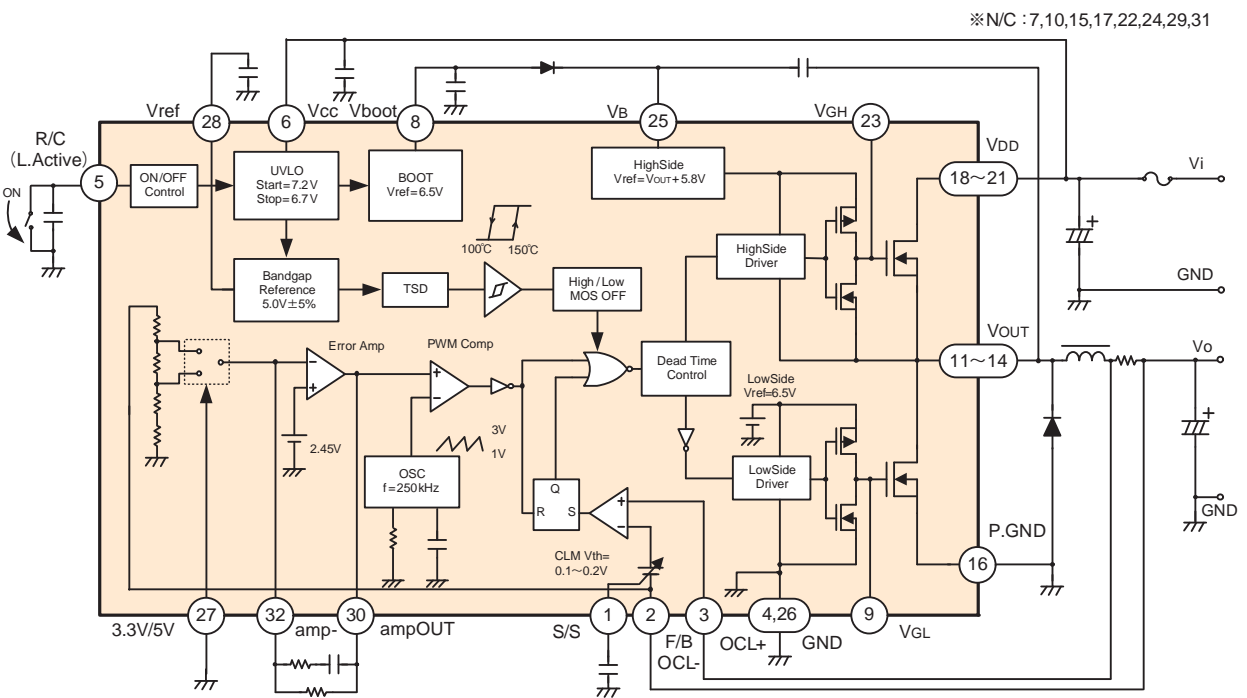 ※N/C : 7,10,15,17,22,24,29,31
Vref
28
6
Vcc
Vboot
8
VB
25
VGH
23
R/C
(L.Active)
5
ON
ON/OFF
Control
UVLO
Start=7.2V
Stop=6.7V
BOOT
Vref=6.5V
HighSide
Vref=VOUT+5.8V
VDD
18~21
Vi
100℃
150℃
Bandgap
Reference
5.0V±5%
TSD
High/Low
MOS OFF
HighSide
Driver
GND
Error Amp
PWM Comp
Dead Time
Control
VOUT
11~14
Vo
LowSide
Vref=6.5V
2.45V
3V
1V
OSC
f=250kHz
Q
R
S
LowSide
Driver
CLM Vth=
0.1~0.2V
P.GND
16
GND
3.3V/5V
27
32
amp-
30
ampOUT
S/S
1
2
F/B
OCL-
3
OCL+
4,26
GND
9
VGL
+
+
−
+
+
−
+
−